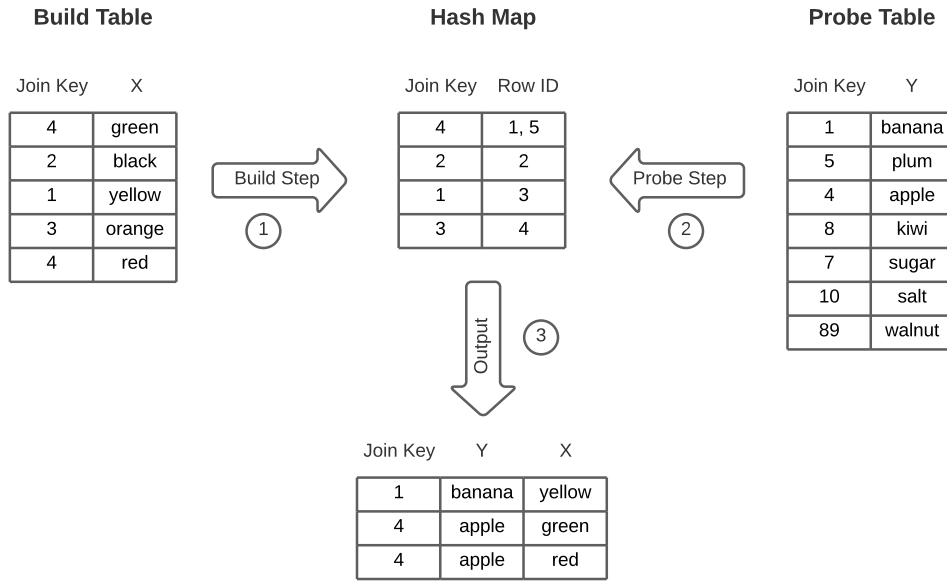 Build Table
Hash Map
Probe Table
Join Key X
Join Key Row ID
Join Key Y
4 green
2 black
1 yellow
3 orange
4 red
Build Step
1
4 1, 5
2 2
1 3
3 4
Probe Step
2
1 banana
5 plum
4 apple
8 kiwi
7 sugar
10 salt
89 walnut
Output
3
Join Key Y X
1 banana yellow
4 apple green
4 apple red